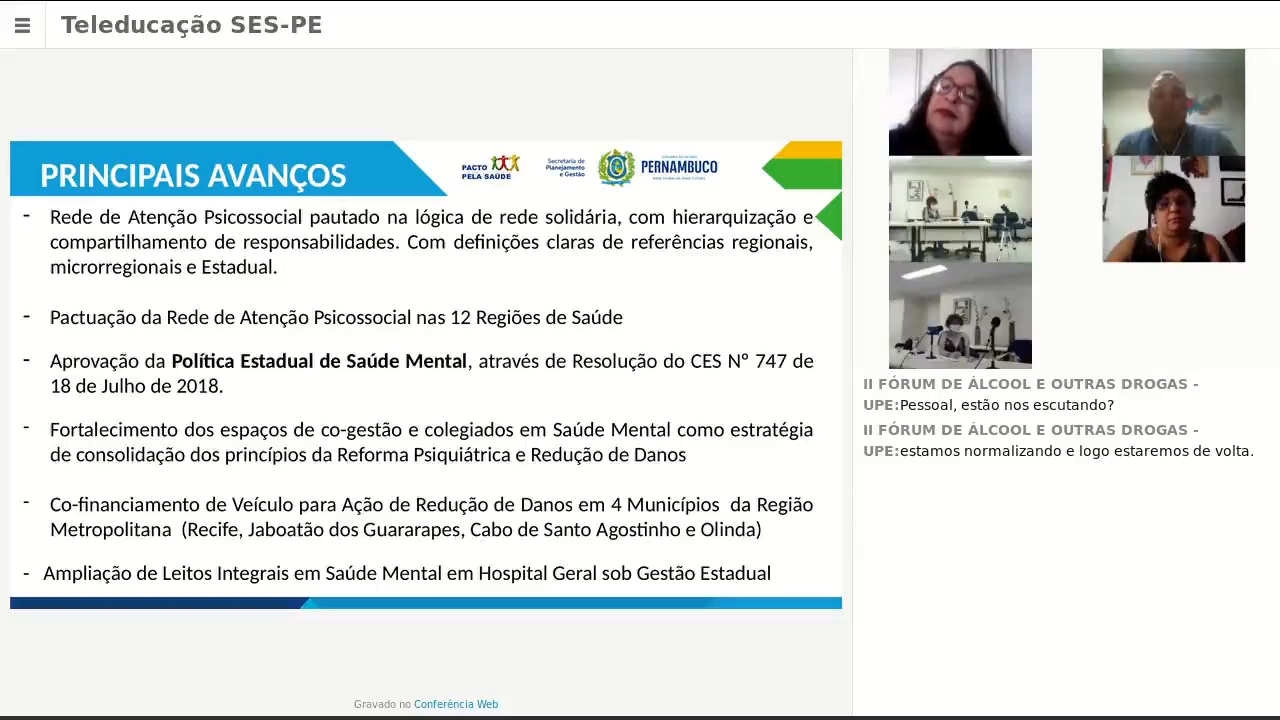 Teleducação SES-PE
PRINCIPAIS AVANÇOS
PACTO
PELA SAÚDE
Secretaria de
Planejamento
e Gestão
PERNAMBUCO
- Rede de Atenção Psicossocial pautado na lógica de rede solidária, com hierarquização e
compartilhamento de responsabilidades. Com definições claras de referências regionais,
microrregionais e Estadual.
- Pactuação da Rede de Atenção Psicossocial nas 12 Regiões de Saúde
- Aprovação da Política Estadual de Saúde Mental, através de Resolução do CES Nº 747 de
18 de Julho de 2018.
- Fortalecimento dos espaços de co-gestão e colegiados em Saúde Mental como estratégia
de consolidação dos princípios da Reforma Psiquiátrica e Redução de Danos
- Co-financiamento de Veículo para Ação de Redução de Danos em 4 Municípios da Região
Metropolitana (Recife, Jaboatão dos Guararapes, Cabo de Santo Agostinho e Olinda)
- Ampliação de Leitos Integrais em Saúde Mental em Hospital Geral sob Gestão Estadual
II FÓRUM DE ÁLCOOL E OUTRAS DROGAS -
UPE:Pessoal, estão nos escutando?
II FÓRUM DE ÁLCOOL E OUTRAS DROGAS -
UPE:estamos normalizando e logo estaremos de volta.
Gravado no Conferência Web